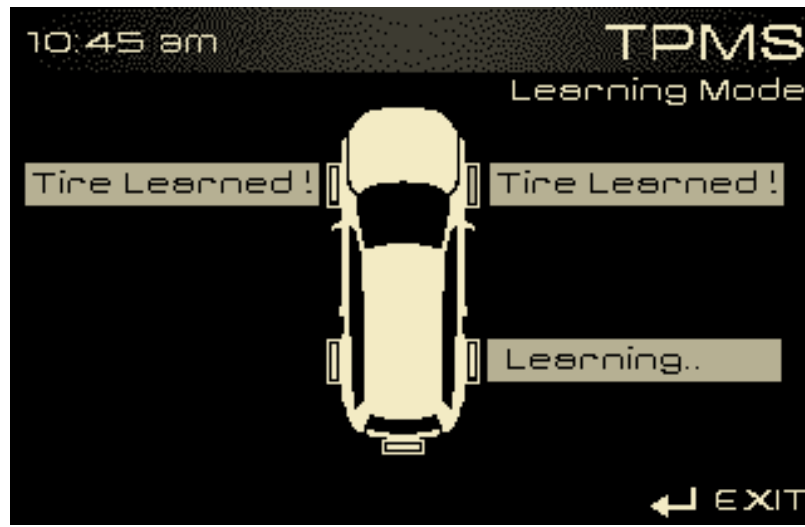 10:45 am
TPMS
Learning Mode
Tire Learned !
Tire Learned !
Learning..
EXIT